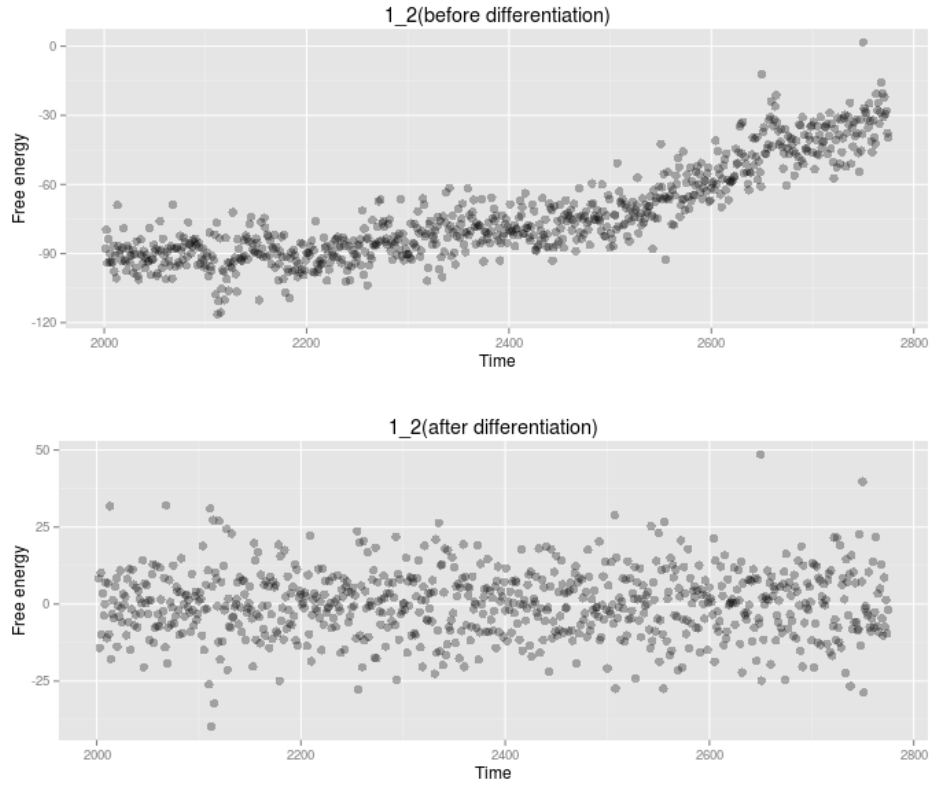 1_2(before differentiation)
0
-30
-60
-90
-120
Free energy
2000 2200 2400 2600 2800
Time
1_2(after differentiation)
50
25
0
-25
Free energy
2000 2200 2400 2600 2800
Time